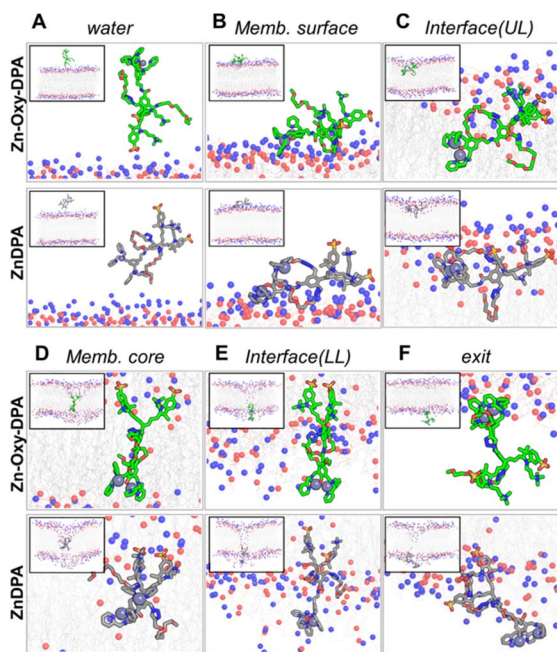 A water
B Memb. surface
C Interface(UL)
Zn-Oxy-DPA
ZnDPA
D Memb. core
E Interface(LL)
F exit
Zn-Oxy-DPA
ZnDPA